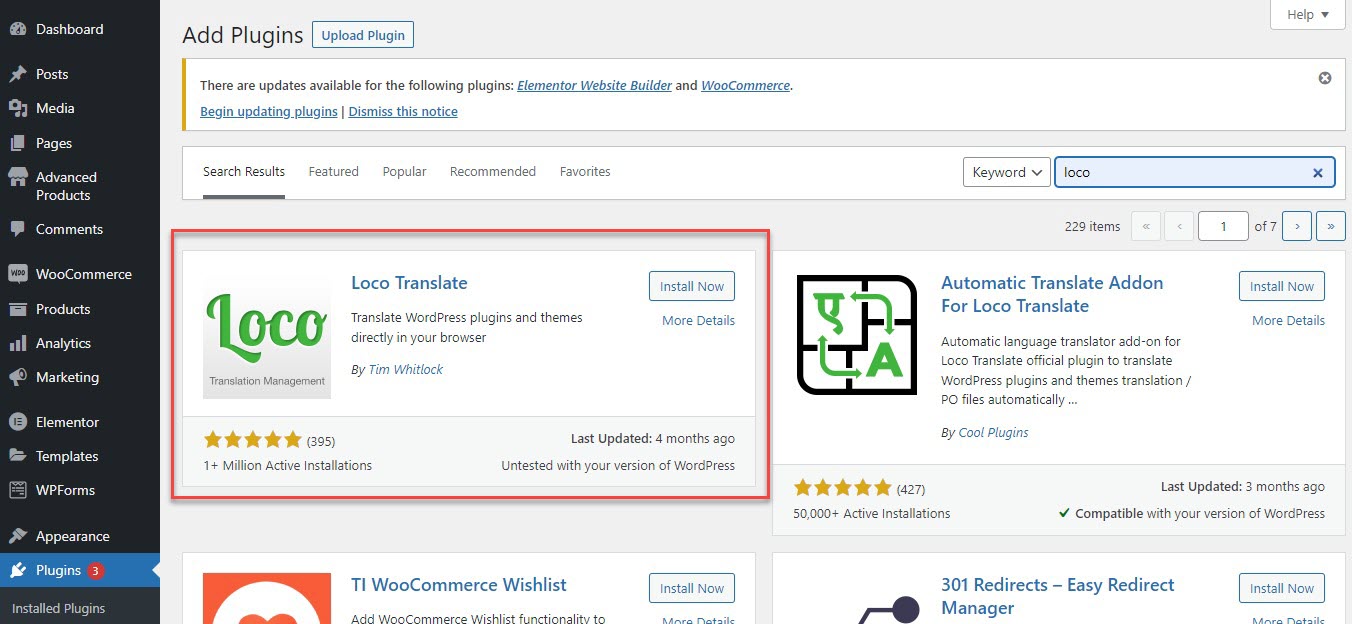 Dashboard
Posts
Media
Pages
Advanced
Products
Comments
WooCommerce
Products
Analytics
Marketing
Elementor
Templates
WPForms
Appearance
Plugins 3
Installed Plugins
Help ▼
Add Plugins Upload Plugin
There are updates available for the following plugins: Elementor Website Builder and WooCommerce.
Begin updating plugins | Dismiss this notice
Search Results Featured Popular Recommended Favorites Keyword loco
229 items « ‹ 1 of 7 › »
Loco
Translation Management
Loco Translate
Install Now
More Details
Translate WordPress plugins and themes
directly in your browser
By Tim Whitlock
(395)
1+ Million Active Installations
Last Updated: 4 months ago
Untested with your version of WordPress
ए
A
Automatic Translate Addon
For Loco Translate
Install Now
More Details
Automatic language translator add-on for
Loco Translate official plugin to translate
WordPress plugins and themes translation /
PO files automatically ...
By Cool Plugins
(427)
50,000+ Active Installations
Last Updated: 3 months ago
✓ Compatible with your version of WordPress
TI WooCommerce Wishlist
Install Now
More Details
Add WooCommerce Wishlist functionality to
301 Redirects – Easy Redirect
Manager
Install Now
More Details